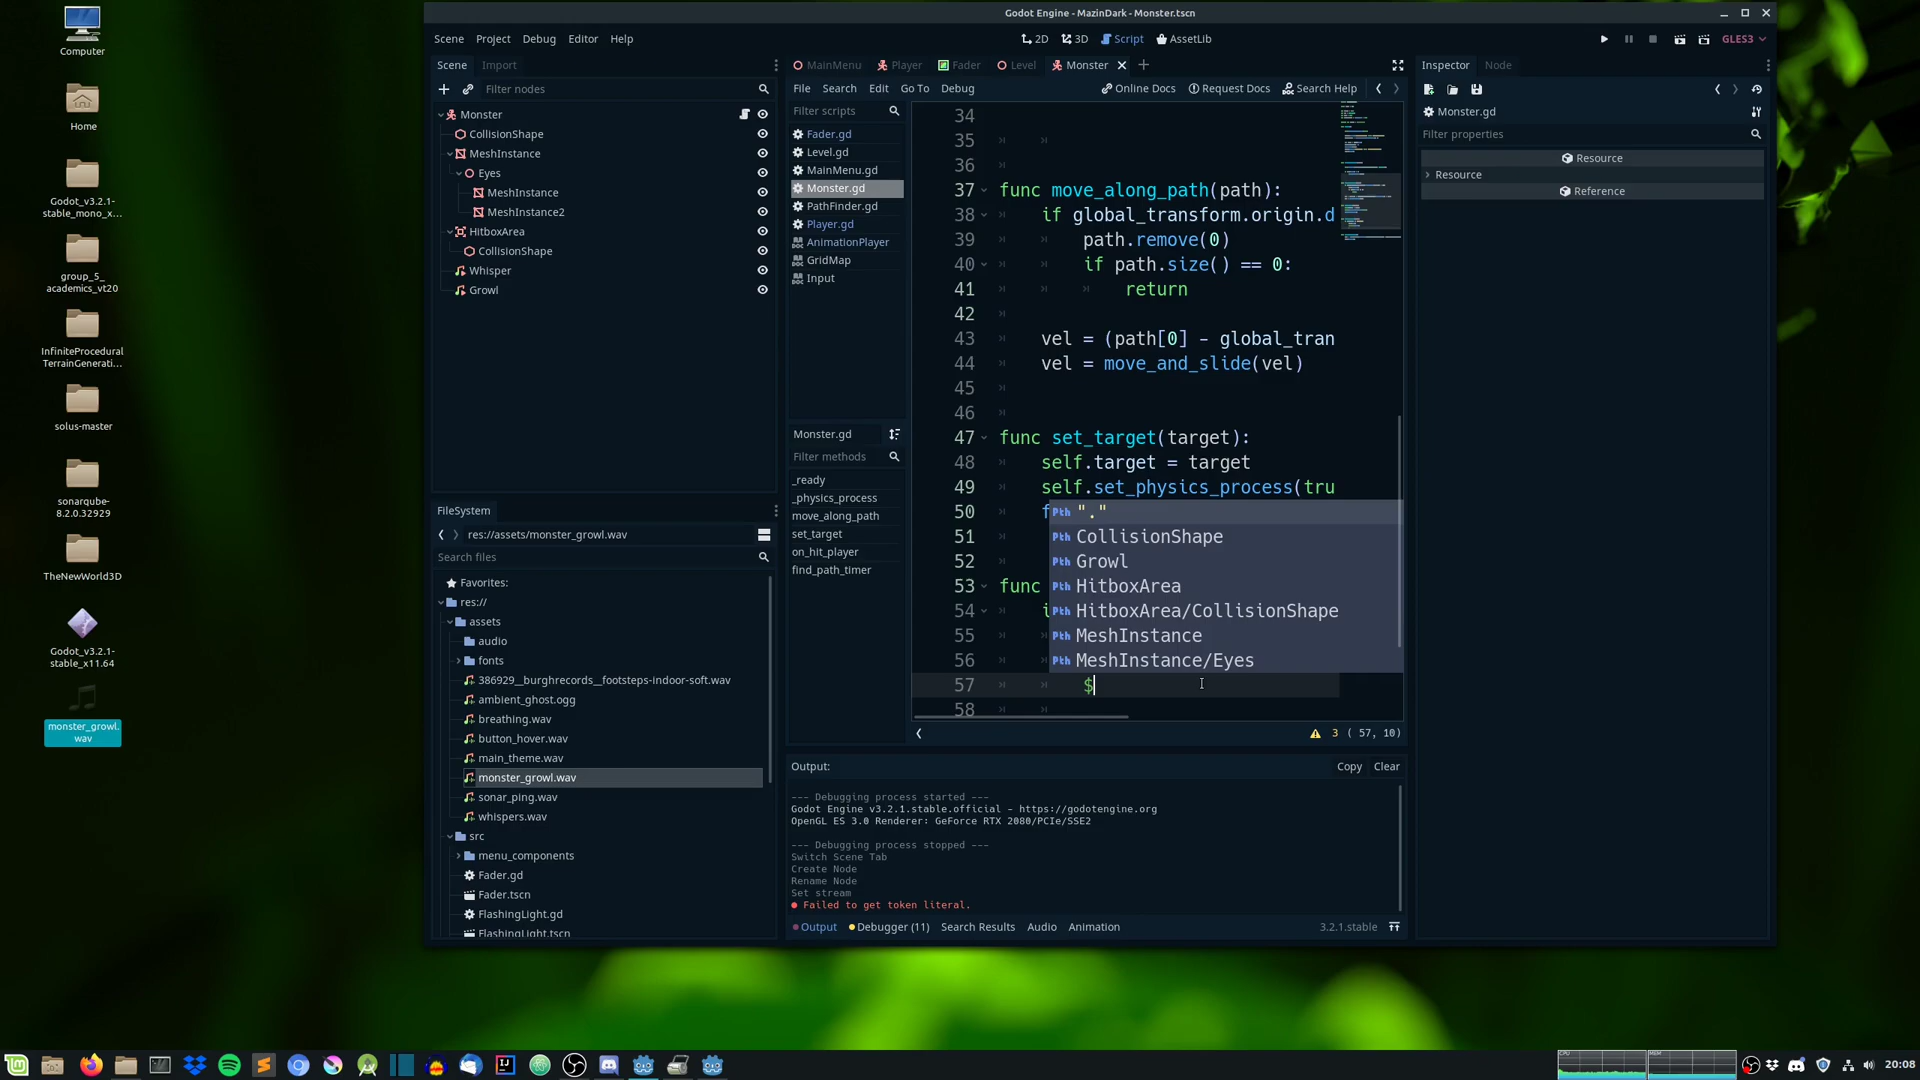 Computer
Home
Godot_v3.2.1-
stable_mono_x...
group_5_
academics_vt20
InfiniteProcedural
TerrainGenerati...
solus-master
sonarqube-
8.2.0.32929
TheNewWorld3D
Godot_v3.2.1-
stable_x11.64
monster_growl.
wav
Godot Engine - MazinDark - Monster.tscn
Scene Project Debug Editor Help
2D 3D Script AssetLib
GLES3
Scene Import
Filter nodes
Monster
CollisionShape
MeshInstance
Eyes
MeshInstance
MeshInstance2
HitboxArea
CollisionShape
Whisper
Growl
FileSystem
res://assets/monster_growl.wav
Search files
Favorites:
res://
assets
audio
fonts
386929__burghrecords__footsteps-indoor-soft.wav
ambient_ghost.ogg
breathing.wav
button_hover.wav
main_theme.wav
monster_growl.wav
sonar_ping.wav
whispers.wav
src
menu_components
Fader.gd
Fader.tscn
FlashingLight.gd
FlashingLight.tscn
MainMenu Player Fader Level Monster
File Search Edit Go To Debug
Online Docs Request Docs Search Help
Filter scripts
Fader.gd
Level.gd
MainMenu.gd
Monster.gd
PathFinder.gd
Player.gd
AnimationPlayer
GridMap
Input
Monster.gd
Filter methods
_ready
_physics_process
move_along_path
set_target
on_hit_player
find_path_timer
34
35
36
37 func move_along_path(path):
38 if global_transform.origin.d
39 path.remove(0)
40 if path.size() == 0:
41 return
42
43 vel = (path[0] - global_tran
44 vel = move_and_slide(vel)
45
46
47 func set_target(target):
48 self.target = target
49 self.set_physics_process(tru
50 f
51
52
53 func
54 i
55
56
57 $
58
Pth "."
Pth CollisionShape
Pth Growl
Pth HitboxArea
Pth HitboxArea/CollisionShape
Pth MeshInstance
Pth MeshInstance/Eyes
3 ( 57, 10)
Output:
Copy Clear
--- Debugging process started ---
Godot Engine v3.2.1.stable.official - https://godotengine.org
OpenGL ES 3.0 Renderer: GeForce RTX 2080/PCIe/SSE2
--- Debugging process stopped ---
Switch Scene Tab
Create Node
Rename Node
Set stream
Failed to get token literal.
Output Debugger (11) Search Results Audio Animation
3.2.1.stable
Inspector Node
Monster.gd
Filter properties
Resource
Resource
Reference
CPU
MEM
20:08